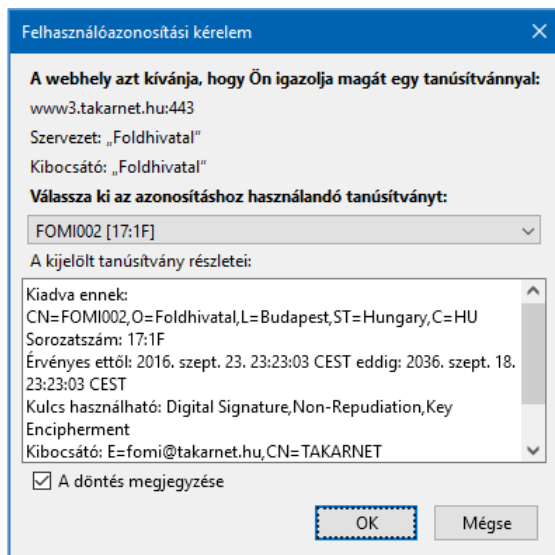 Felhasználóazonosítási kérelem
A webhely azt kívánja, hogy Ön igazolja magát egy tanúsítvánnyal:
www3.takarnet.hu:443
Szervezet: „Foldhivatal”
Kibocsátó: „Foldhivatal”
Válassza ki az azonosításhoz használandó tanúsítványt:
FOMI002 [17:1F]
A kijelölt tanúsítvány részletei:
Kiadva ennek:
CN=FOMI002,O=Foldhivatal,L=Budapest,ST=Hungary,C=HU
Sorozatszám: 17:1F
Érvényes ettől: 2016. szept. 23. 23:23:03 CEST eddig: 2036. szept. 18.
23:23:03 CEST
Kulcs használható: Digital Signature,Non-Repudiation,Key
Encipherment
Kibocsátó: E=fomi@takarnet.hu,CN=TAKARNET
A döntés megjegyzése
OK
Mégse